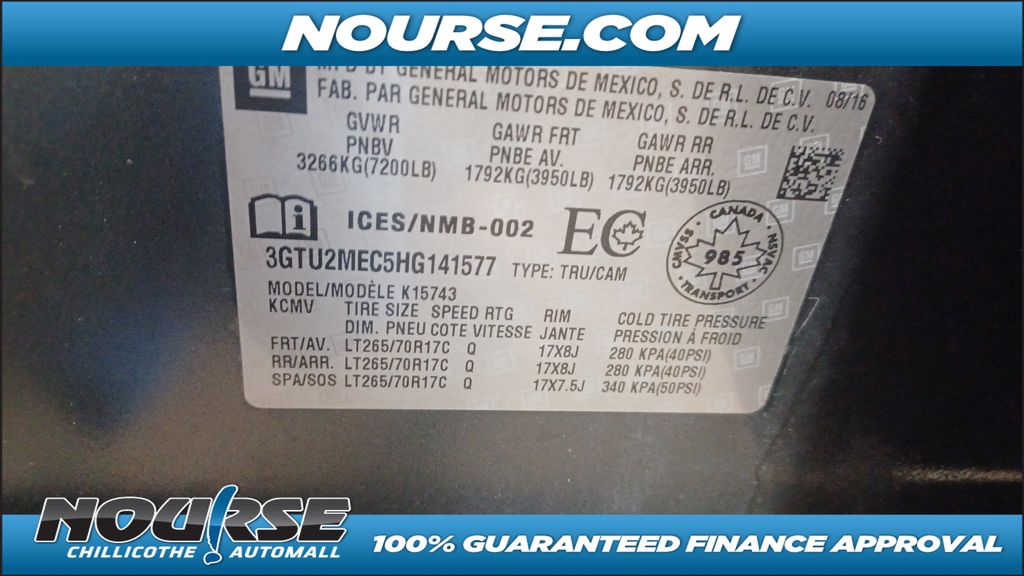 NOURSE.COM
GM
MFD BY GENERAL MOTORS DE MEXICO, S. DE R.L. DE C.V. 08/16
FAB. PAR GENERAL MOTORS DE MEXICO, S. DE R.L. DE C.V.
GVWR GAWR FRT GAWR RR
PNBV PNBE AV. PNBE ARR.
3266KG(7200LB) 1792KG(3950LB) 1792KG(3950LB)
i ICES/NMB-002 EC
CANADA
CMVSS 985 NSVAC
TRANSPORT
3GTU2MEC5HG141577 TYPE: TRU/CAM
MODEL/MODÈLE K15743
KCMV TIRE SIZE SPEED RTG RIM COLD TIRE PRESSURE
DIM. PNEU COTE VITESSE JANTE PRESSION À FROID
FRT/AV. LT265/70R17C Q 17X8J 280 KPA(40PSI)
RR/ARR. LT265/70R17C Q 17X8J 280 KPA(40PSI)
SPA/SOS LT265/70R17C Q 17X7.5J 340 KPA(50PSI)
NOURSE
CHILLICOTHE AUTOMALL
100% GUARANTEED FINANCE APPROVAL